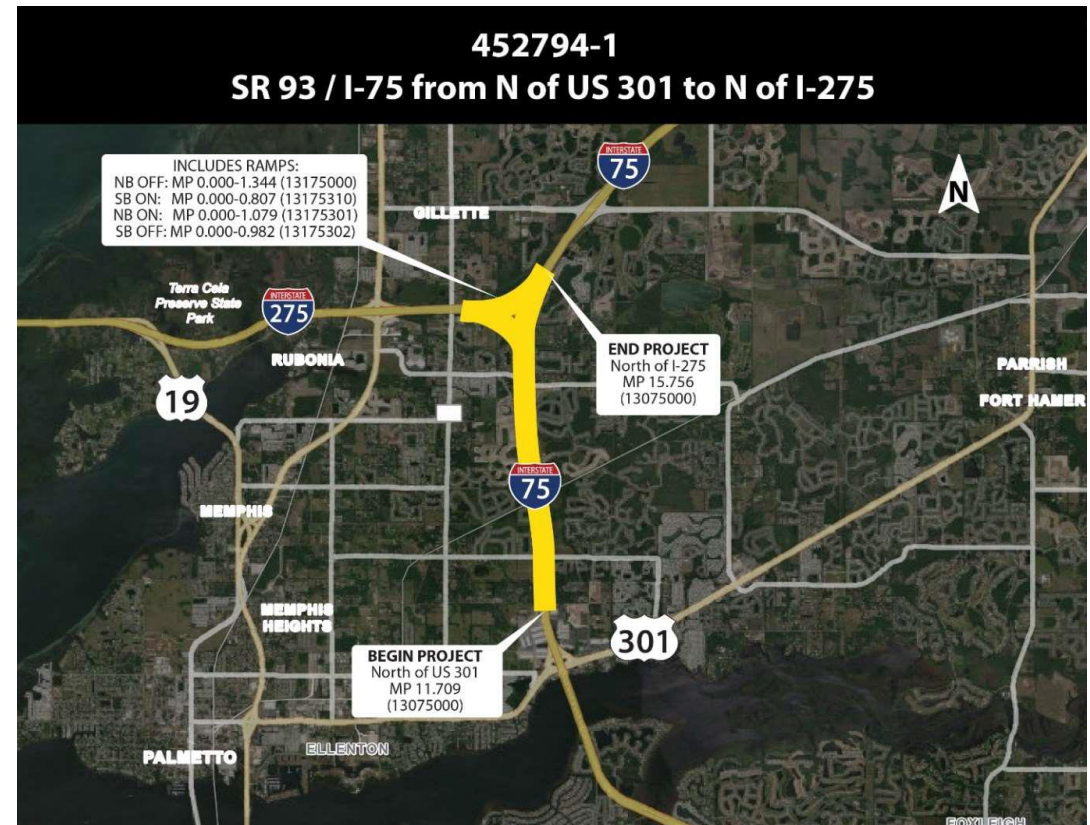 452794-1
SR 93 / I-75 from N of US 301 to N of I-275
INCLUDES RAMPS:
NB OFF: MP 0.000-1.344 (13175000)
SB ON: MP 0.000-0.807 (13175310)
NB ON: MP 0.000-1.079 (13175301)
SB OFF: MP 0.000-0.982 (13175302)
INTERSTATE
75
N
GILLETTE
Terra Ceia
Preserve State
Park
INTERSTATE
275
RUBONIA
END PROJECT
North of I-275
MP 15.756
(13075000)
PARRISH
FORT HAMER
19
INTERSTATE
75
MEMPHIS
MEMPHIS
HEIGHTS
301
BEGIN PROJECT
North of US 301
MP 11.709
(13075000)
PALMETTO
ELLENTON
FOXLEIGH